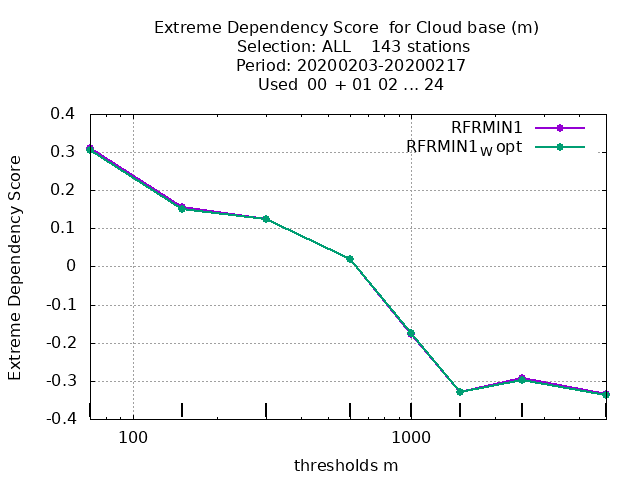 Extreme Dependency Score  for Cloud base (m)
Selection: ALL    143 stations
Period: 20200203-20200217
Used  00  + 01 02 ... 24
RFRMIN1
RFRMIN1w opt
Extreme Dependency Score
0.4
0.3
0.2
0.1
0
-0.1
-0.2
-0.3
-0.4
100
1000
thresholds m